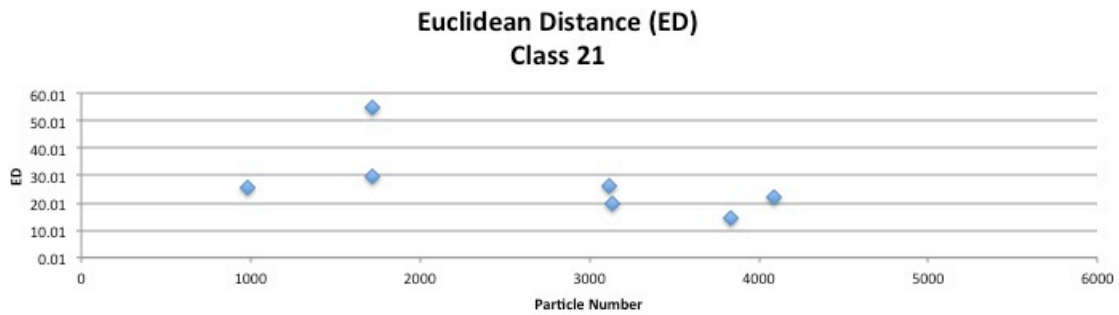 Euclidean Distance (ED)
Class 21
60.01
50.01
40.01
30.01
20.01
10.01
0.01
ED
0 1000 2000 3000 4000 5000 6000
Particle Number